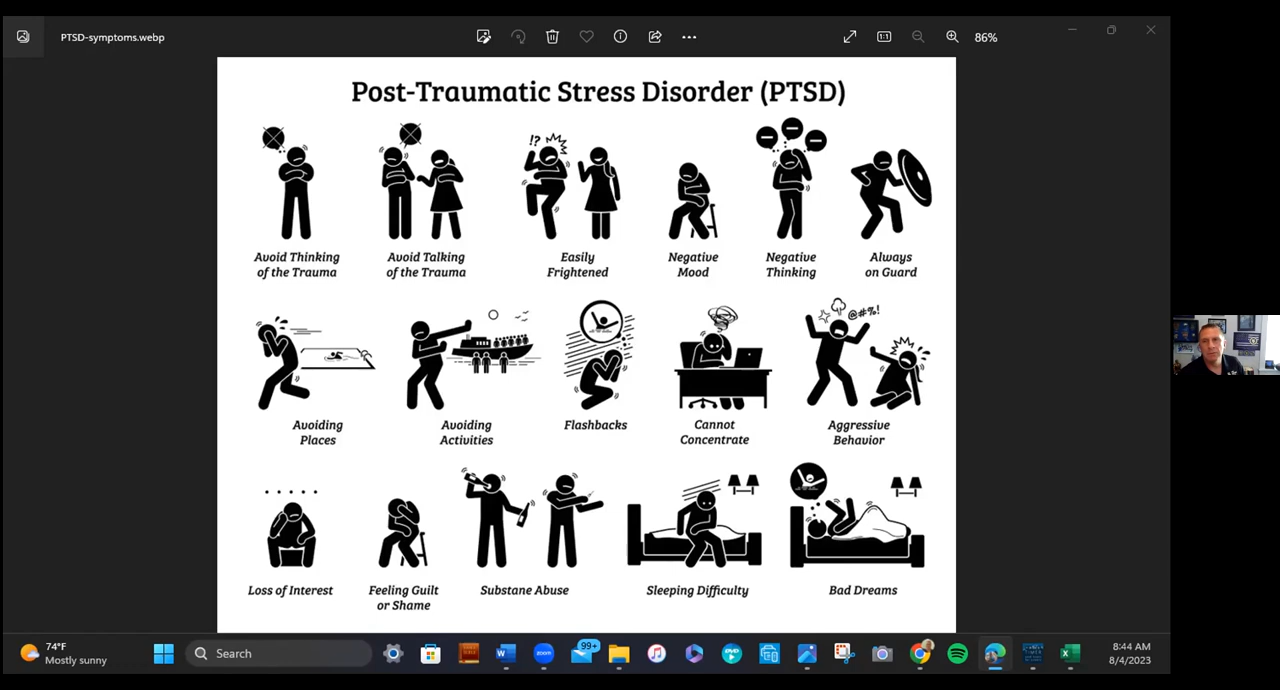 PTSD-symptoms.webp
86%
Post-Traumatic Stress Disorder (PTSD)
!?
Avoid Thinking
of the Trauma
Avoid Talking
of the Trauma
Easily
Frightened
Negative
Mood
Negative
Thinking
Always
on Guard
@#%!
Avoiding
Places
Avoiding
Activities
Flashbacks
Cannot
Concentrate
Aggressive
Behavior
Loss of Interest
Feeling Guilt
or Shame
Substane Abuse
Sleeping Difficulty
Bad Dreams
74°F
Mostly sunny
Search
99+
8:44 AM
8/4/2023